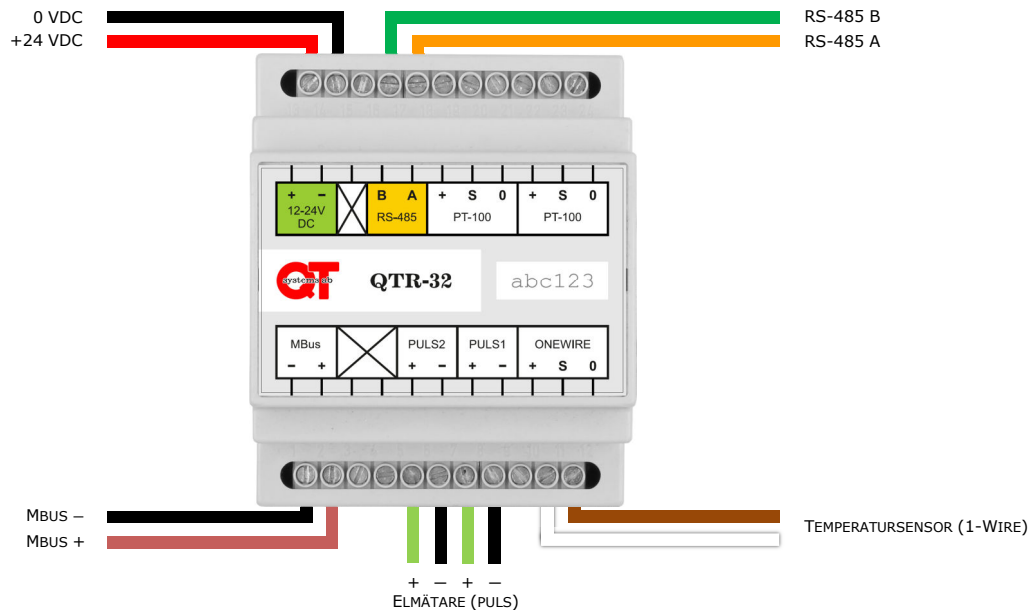 0 VDC
+24 VDC
RS-485 B
RS-485 A
+ − B A + S 0 + S 0
12-24V DC RS-485 PT-100 PT-100
QT systema ab QTR-32 abc123
MBus PULS2 PULS1 ONEWIRE
− + + − + − + S 0
MBUS −
MBUS +
TEMPERATURSENSOR (1-WIRE)
+ − + −
ELMÄTARE (PULS)